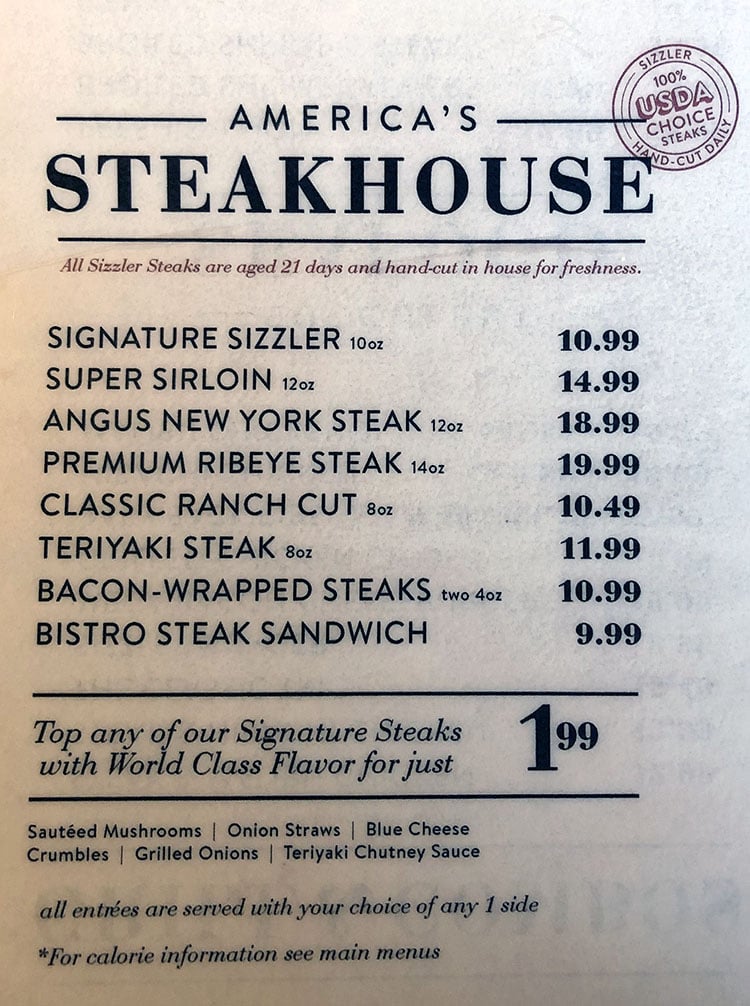 SIZZLER
100%
USDA
CHOICE
STEAKS
HAND-CUT DAILY
AMERICA'S
STEAKHOUSE
All Sizzler Steaks are aged 21 days and hand-cut in house for freshness.
SIGNATURE SIZZLER 10oz 10.99
SUPER SIRLOIN 12oz 14.99
ANGUS NEW YORK STEAK 12oz 18.99
PREMIUM RIBEYE STEAK 14oz 19.99
CLASSIC RANCH CUT 8oz 10.49
TERIYAKI STEAK 8oz 11.99
BACON-WRAPPED STEAKS two 4oz 10.99
BISTRO STEAK SANDWICH 9.99
Top any of our Signature Steaks
with World Class Flavor for just 199
Sautéed Mushrooms | Onion Straws | Blue Cheese
Crumbles | Grilled Onions | Teriyaki Chutney Sauce
all entrées are served with your choice of any 1 side
*For calorie information see main menus